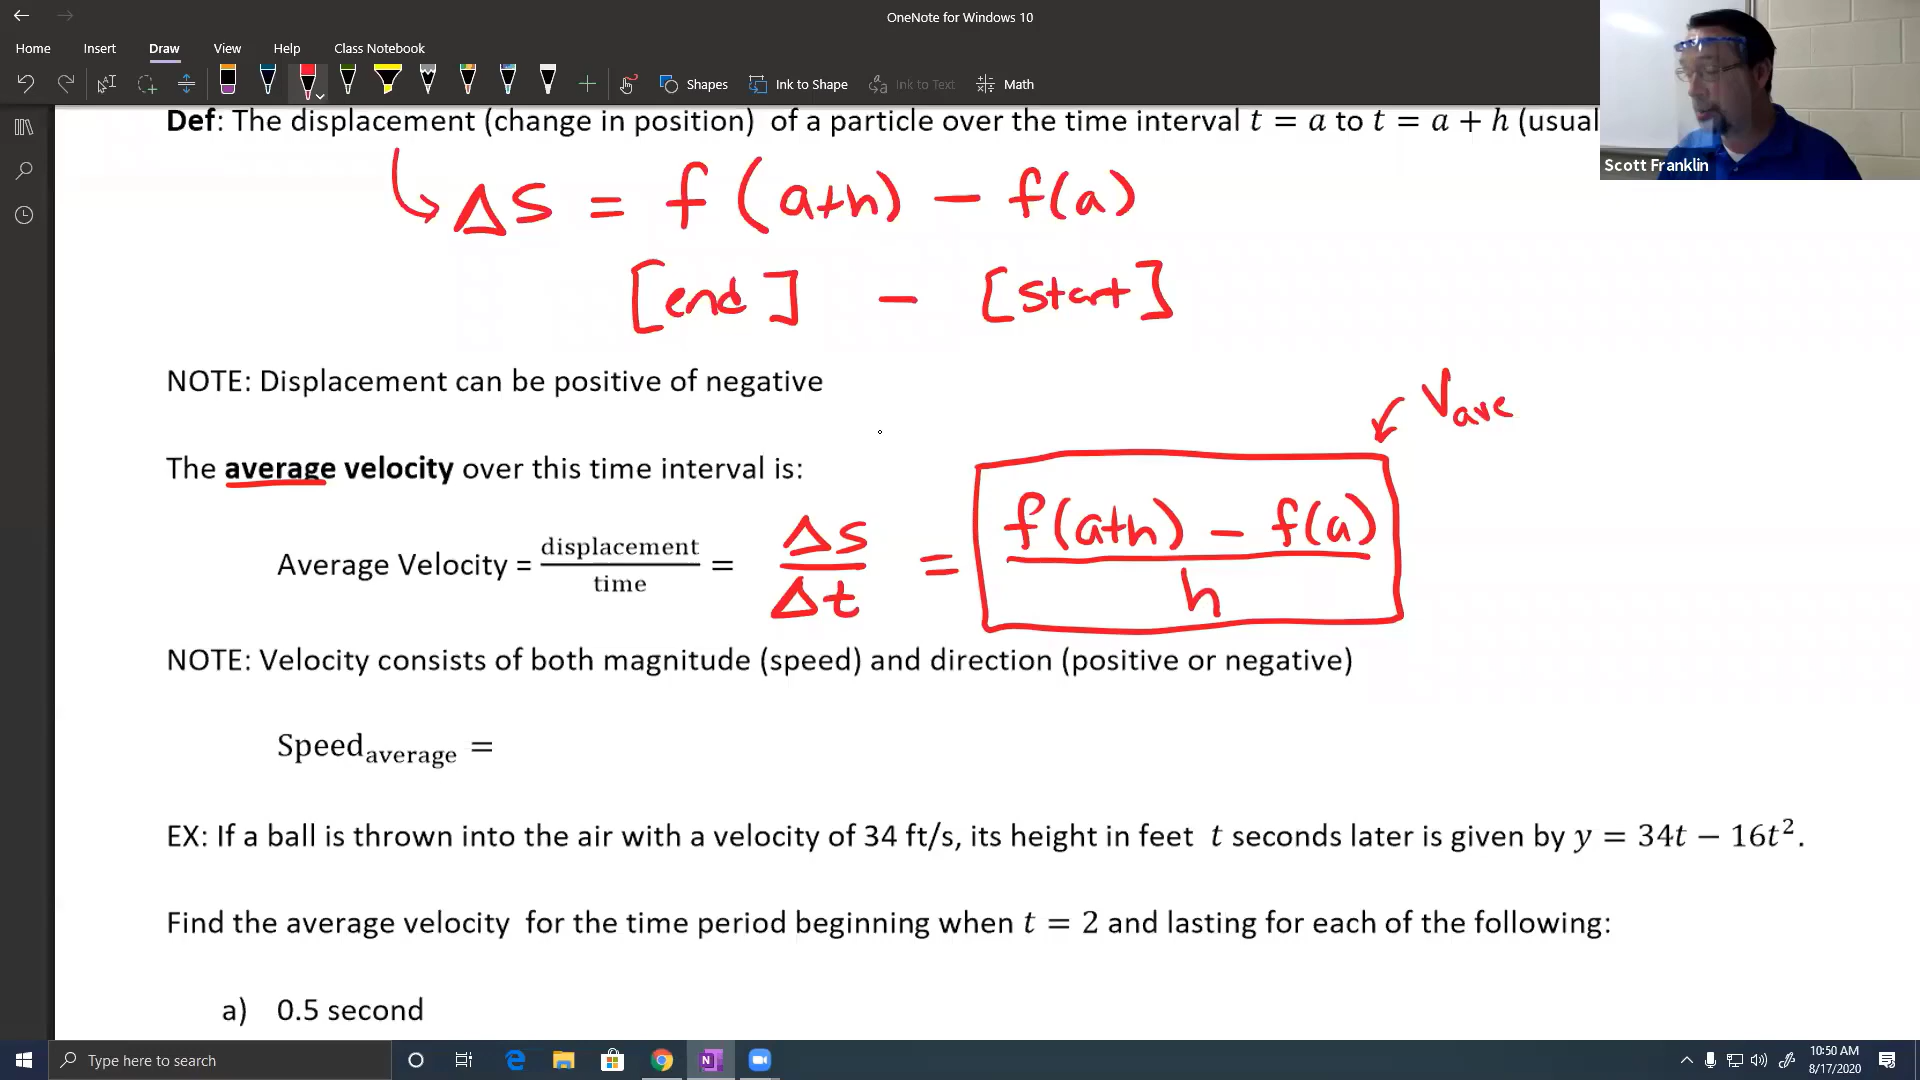 OneNote for Windows 10
Home Insert Draw View Help Class Notebook
Shapes Ink to Shape Ink to Text Math
Scott Franklin
Def: The displacement (change in position) of a particle over the time interval t = a to t = a + h (usual
Δs = f(a+h) − f(a)
[end] − [start]
NOTE: Displacement can be positive of negative
Vave
The average velocity over this time interval is:
Average Velocity = displacement/time = Δs/Δt = f(a+h) − f(a)/h
NOTE: Velocity consists of both magnitude (speed) and direction (positive or negative)
Speedaverage =
EX: If a ball is thrown into the air with a velocity of 34 ft/s, its height in feet t seconds later is given by y = 34t − 16t².
Find the average velocity for the time period beginning when t = 2 and lasting for each of the following:
a) 0.5 second
Type here to search
10:50 AM
8/17/2020